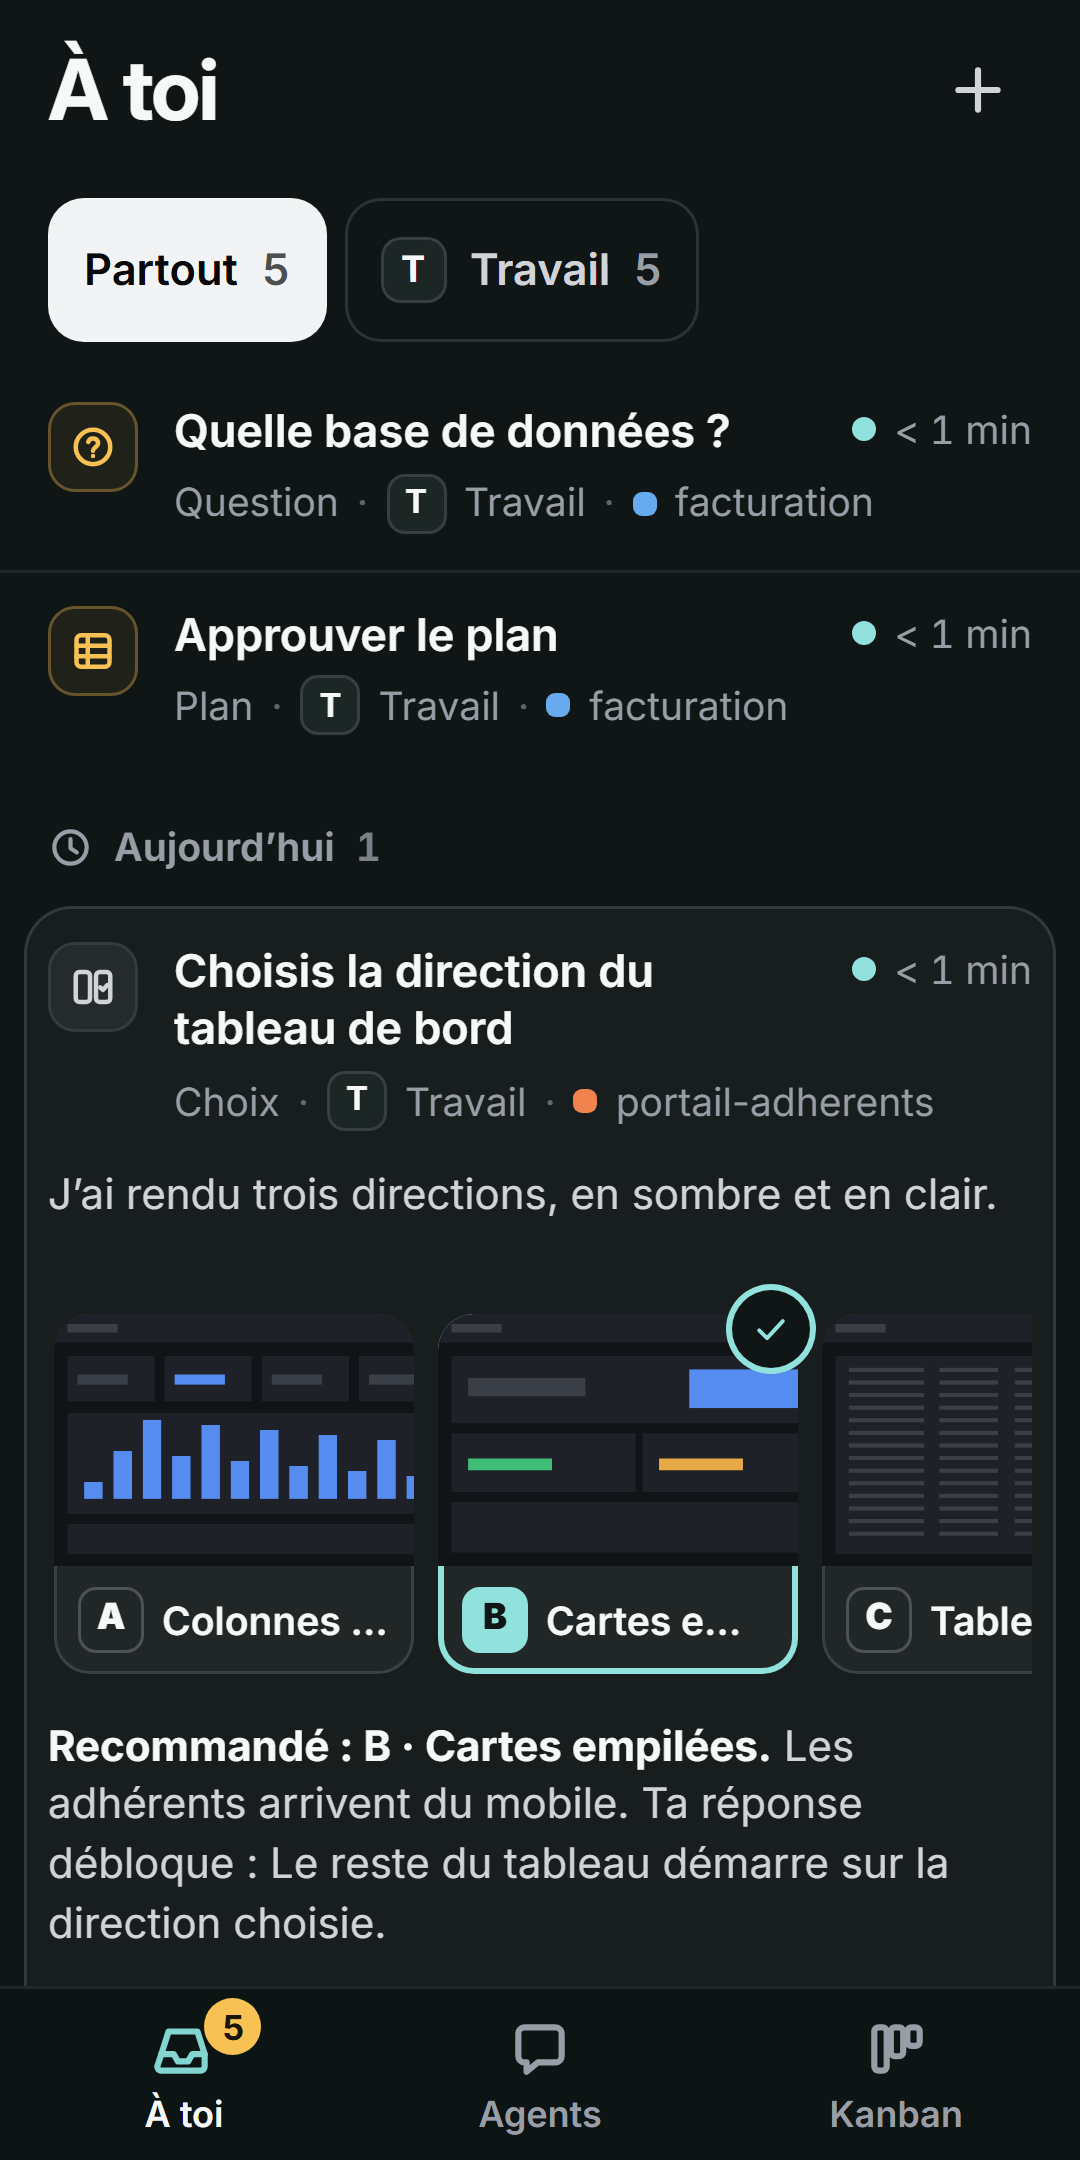 À toi
Partout 5
T Travail 5
Quelle base de données ?
< 1 min
Question · T Travail · facturation
Approuver le plan
< 1 min
Plan · T Travail · facturation
Aujourd’hui 1
Choisis la direction du
tableau de bord
< 1 min
Choix · T Travail · portail-adherents
J’ai rendu trois directions, en sombre et en clair.
A Colonnes ...
B Cartes e...
C Table
Recommandé : B · Cartes empilées. Les
adhérents arrivent du mobile. Ta réponse
débloque : Le reste du tableau démarre sur la
direction choisie.
5
À toi
Agents
Kanban